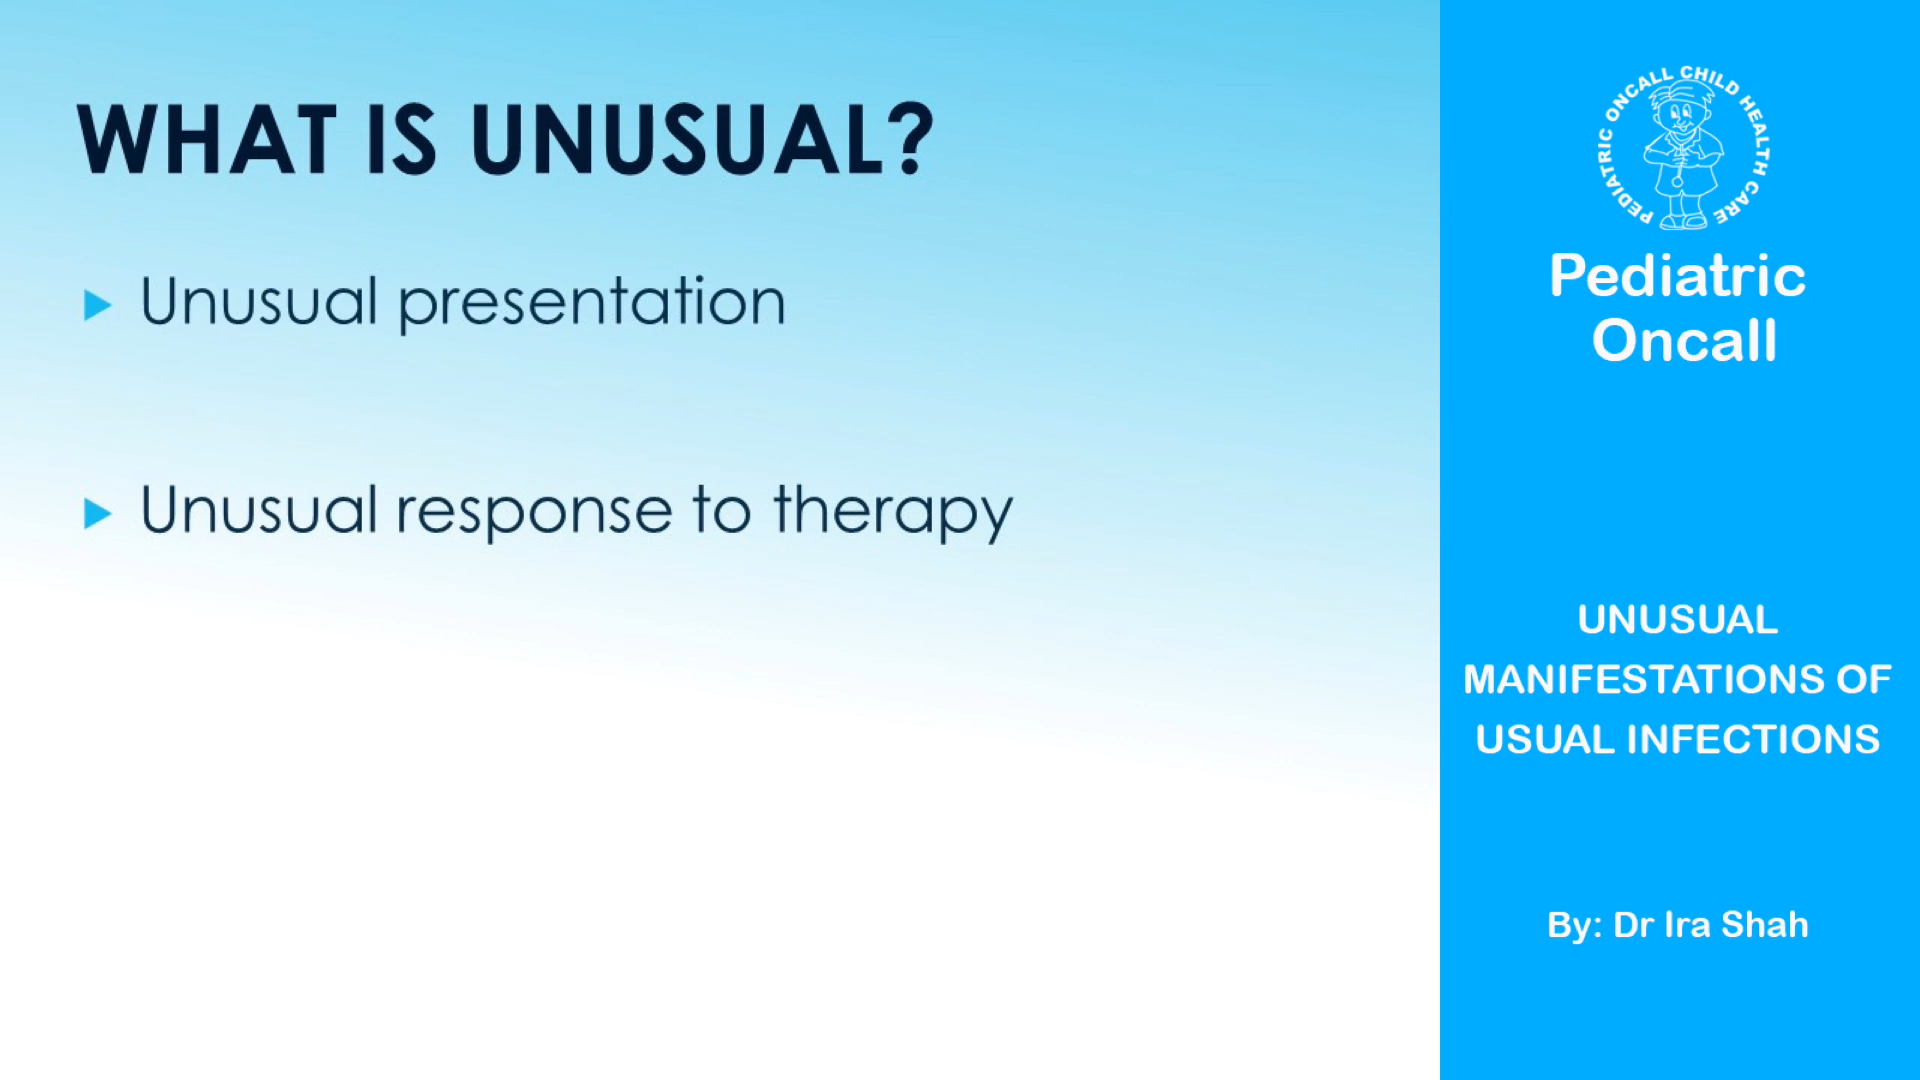 WHAT IS UNUSUAL?
Unusual presentation
Unusual response to therapy
PEDIATRIC ONCALL CHILD HEALTH CARE
Pediatric
Oncall
UNUSUAL
MANIFESTATIONS OF
USUAL INFECTIONS
By: Dr Ira Shah